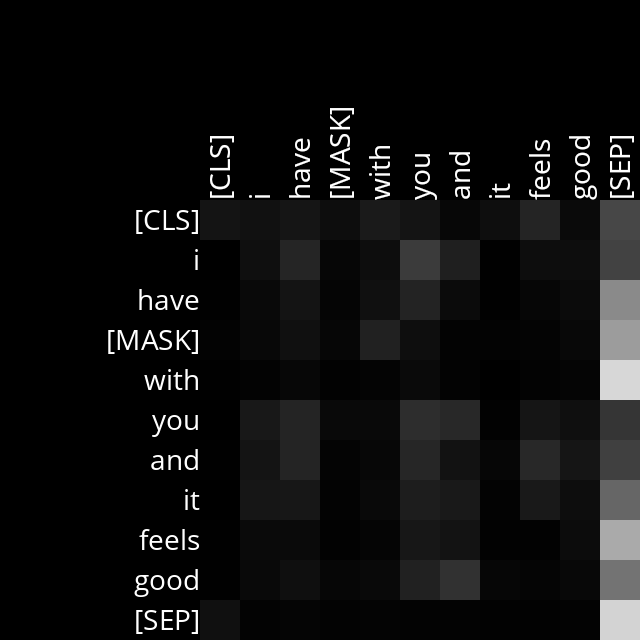 [CLS] i have [MASK] with you and it feels good [SEP]
[CLS]
i
have
[MASK]
with
you
and
it
feels
good
[SEP]